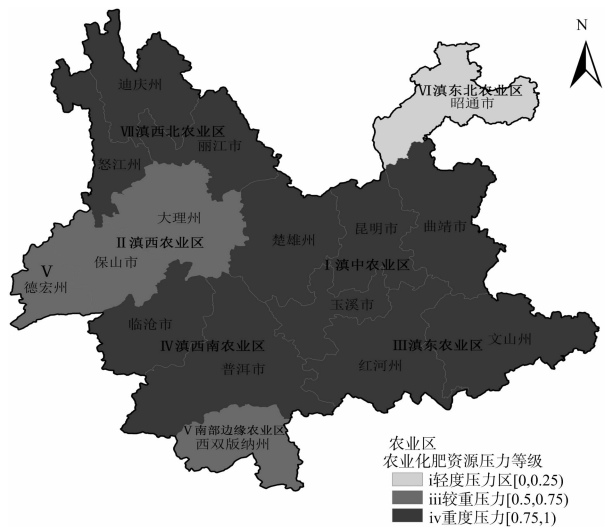 N
迪庆州
Ⅵ滇东北农业区
昭通市
Ⅶ滇西北农业区
丽江市
怒江州
大理州
楚雄州
昆明市
曲靖市
Ⅱ滇西农业区
Ⅴ
保山市
Ⅰ滇中农业区
德宏州
玉溪市
临沧市
Ⅳ滇西南农业区
Ⅲ滇东农业区
文山州
普洱市
红河州
Ⅴ南部边缘农业区
西双版纳州
农业区
农业化肥资源压力等级
i轻度压力区[0,0.25)
iii较重压力[0.5,0.75)
iv重度压力[0.75,1)